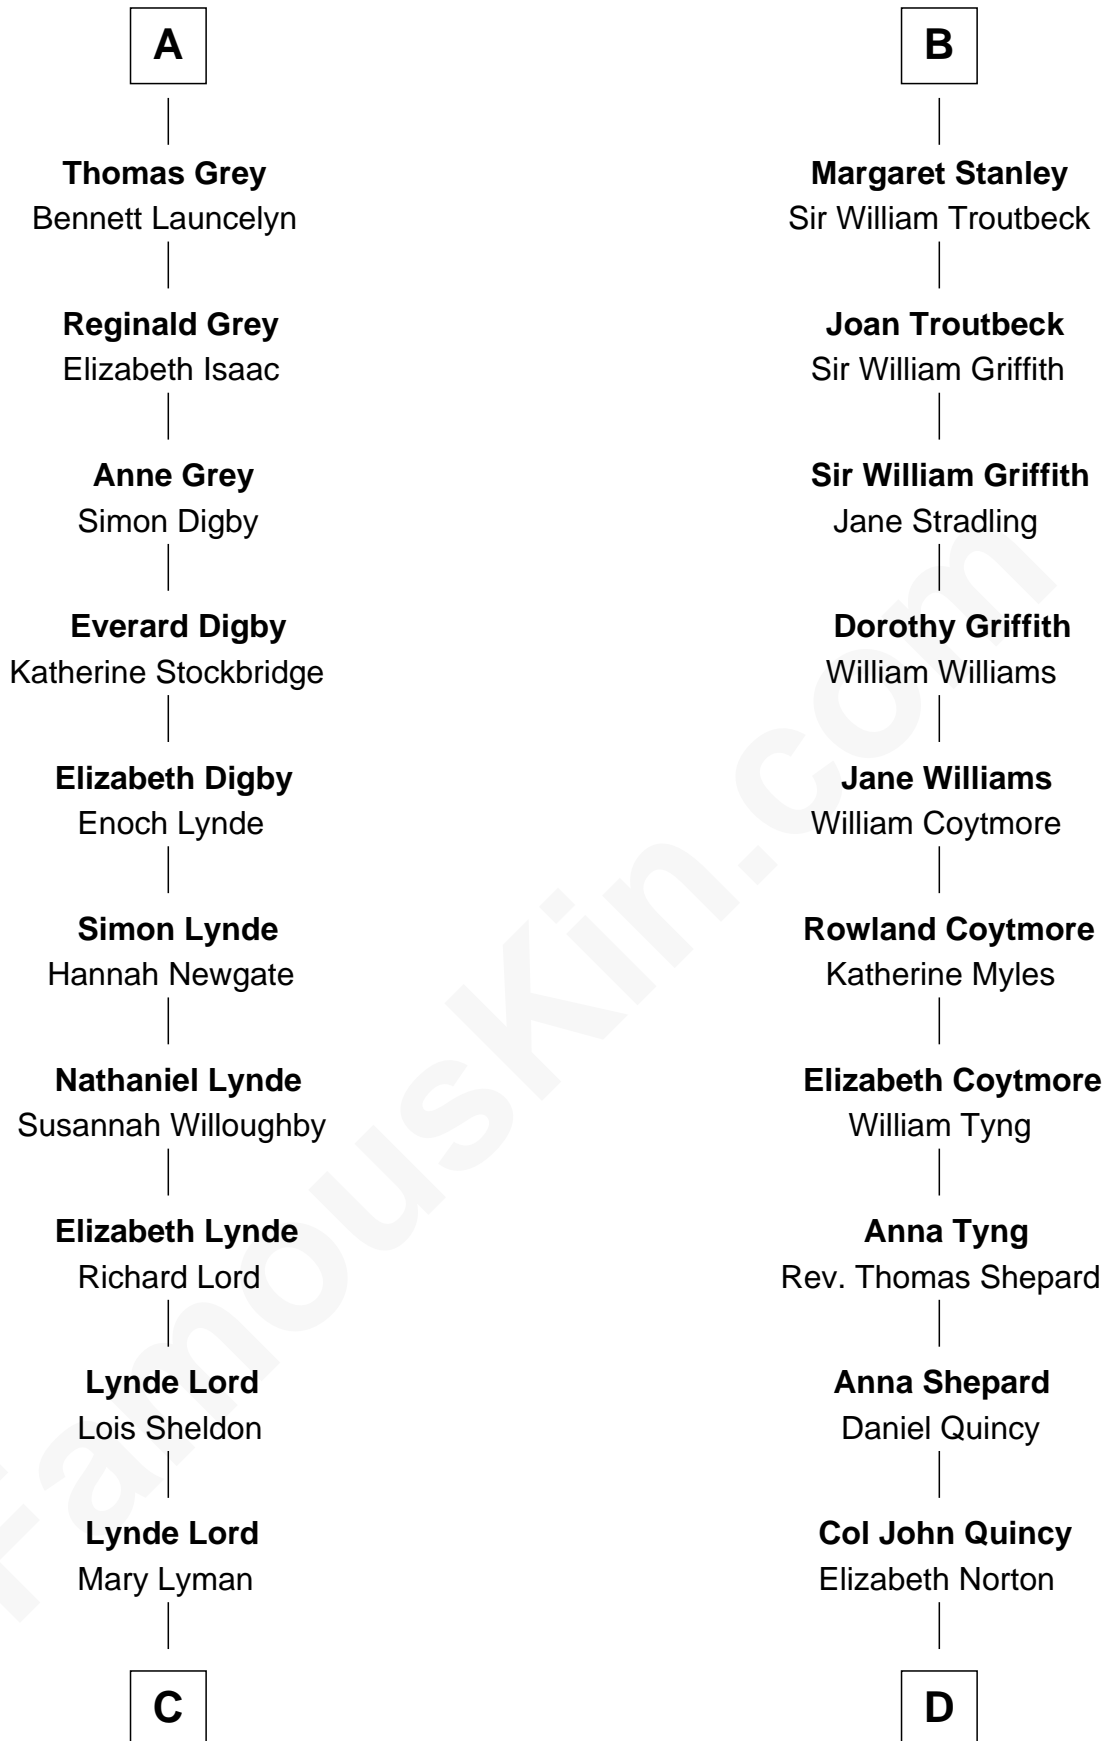 A
Thomas Grey
Bennett Launcelyn
Reginald Grey
Elizabeth Isaac
Anne Grey
Simon Digby
Everard Digby
Katherine Stockbridge
Elizabeth Digby
Enoch Lynde
Simon Lynde
Hannah Newgate
Nathaniel Lynde
Susannah Willoughby
Elizabeth Lynde
Richard Lord
Lynde Lord
Lois Sheldon
Lynde Lord
Mary Lyman
C
B
Margaret Stanley
Sir William Troutbeck
Joan Troutbeck
Sir William Griffith
Sir William Griffith
Jane Stradling
Dorothy Griffith
William Williams
Jane Williams
William Coytmore
Rowland Coytmore
Katherine Myles
Elizabeth Coytmore
William Tyng
Anna Tyng
Rev. Thomas Shepard
Anna Shepard
Daniel Quincy
Col John Quincy
Elizabeth Norton
D
FamousKin.com